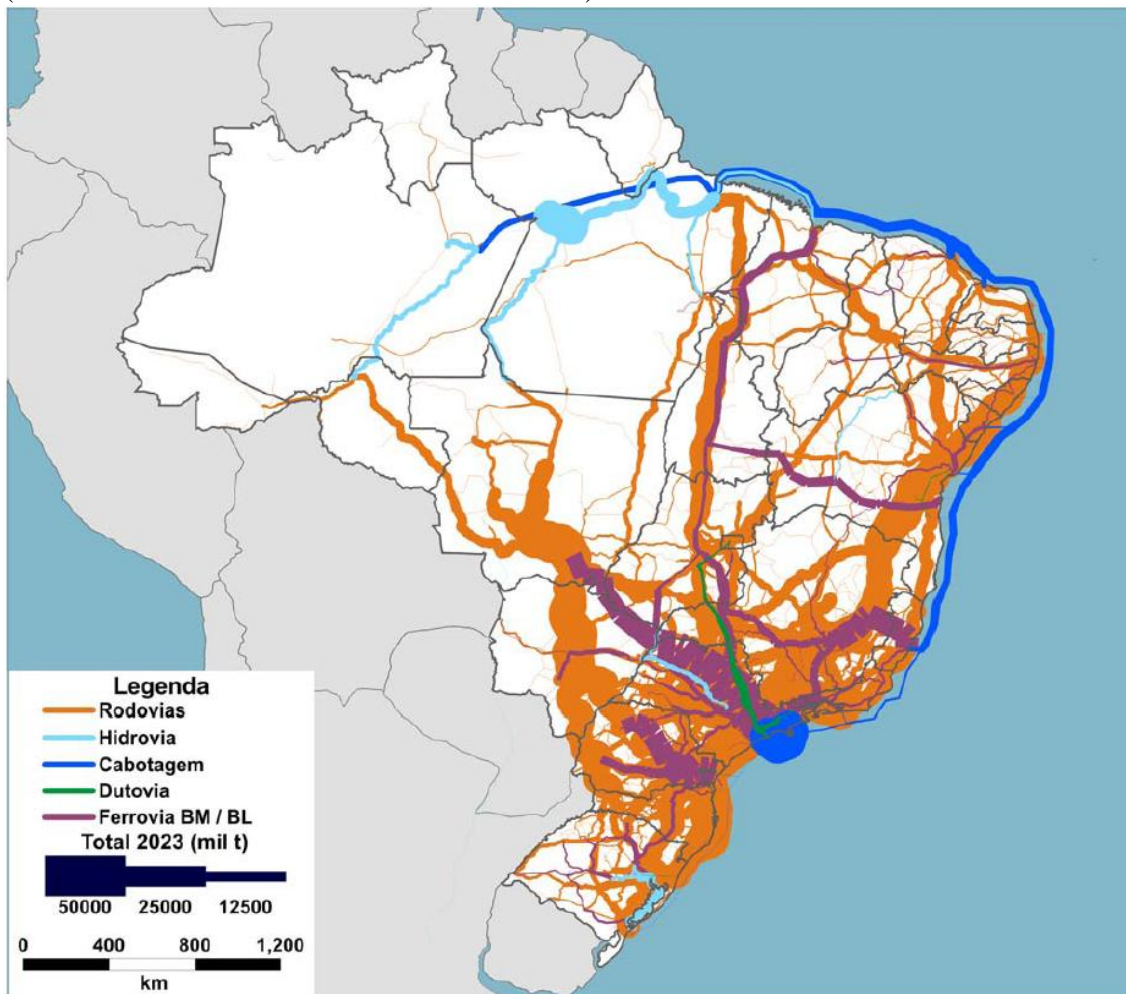 Legenda
Rodovias
Hidrovia
Cabotagem
Dutovia
Ferrovia BM / BL
Total 2023 (mil t)
50000 25000 12500
0 400 800 1,200
km